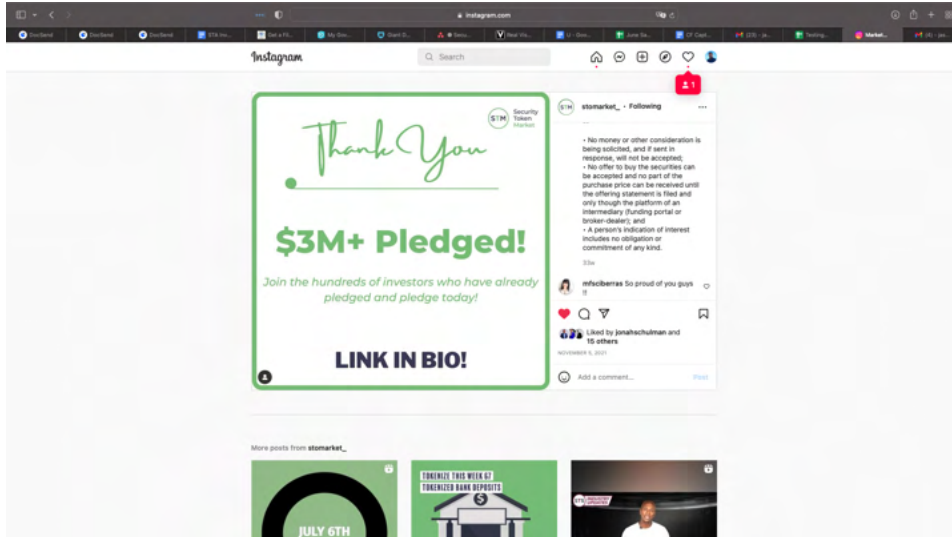 instagram.com
DocSend
DocSend
DocSend
Instagram
Search
1
Thank You
STM
Security
Token
Market
$3M+ Pledged!
Join the hundreds of investors who have already
pledged and pledge today!
LINK IN BIO!
STM
stomarket_ • Following
• No money or other consideration is
being solicited, and if sent in
response, will not be accepted;
• No offer to buy the securities can
be accepted and no part of the
purchase price can be received until
the offering statement is filed and
only though the platform of an
intermediary (funding portal or
broker-dealer); and
• A person's indication of interest
includes no obligation or
commitment of any kind.
33w
mfsciberras So proud of you guys
!!
Liked by jonahschulman and
15 others
NOVEMBER 5, 2021
Add a comment...
Post
More posts from stomarket_
JULY 6TH
TOKENIZE THIS WEEK 67
TOKENIZED BANK DEPOSITS